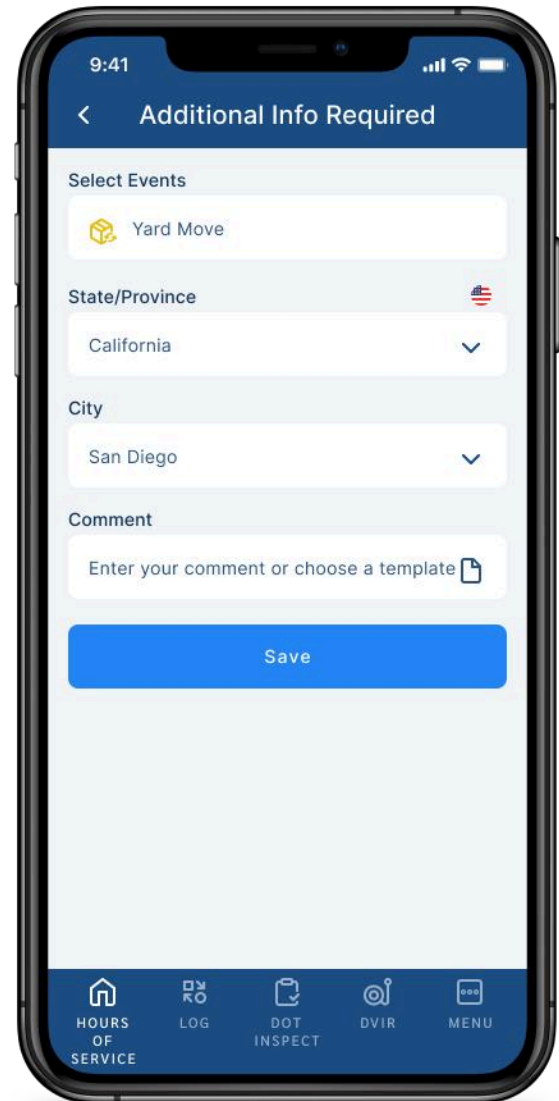 9:41
Additional Info Required
Select Events
Yard Move
State/Province
California
City
San Diego
Comment
Enter your comment or choose a template
Save
HOURS OF SERVICE
LOG
DOT INSPECT
DVIR
MENU